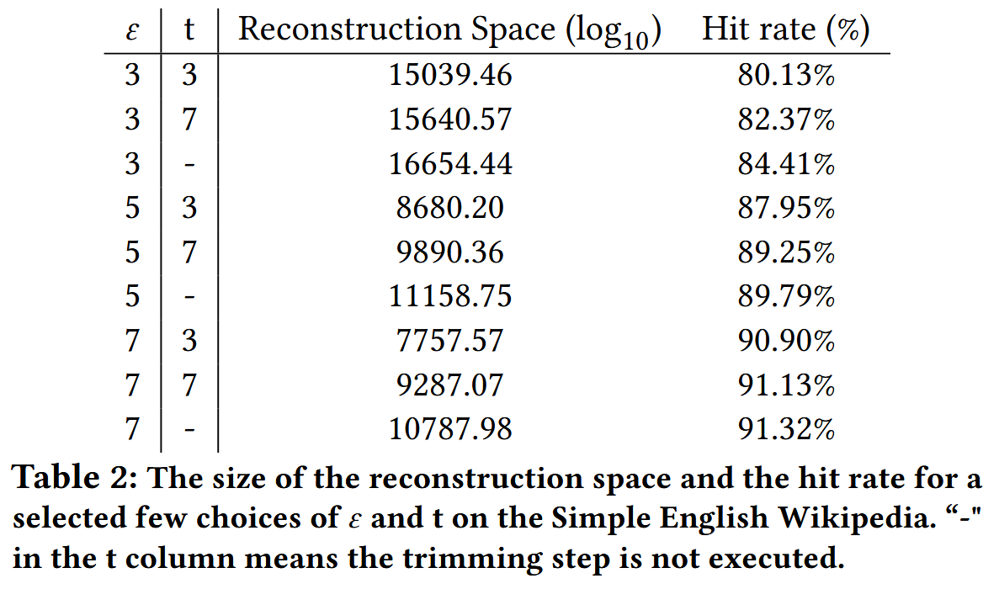 ε t Reconstruction Space (log₁₀) Hit rate (%)
3 3 15039.46 80.13%
3 7 15640.57 82.37%
3 - 16654.44 84.41%
5 3 8680.20 87.95%
5 7 9890.36 89.25%
5 - 11158.75 89.79%
7 3 7757.57 90.90%
7 7 9287.07 91.13%
7 - 10787.98 91.32%
Table 2: The size of the reconstruction space and the hit rate for a
selected few choices of ε and t on the Simple English Wikipedia. “-"
in the t column means the trimming step is not executed.